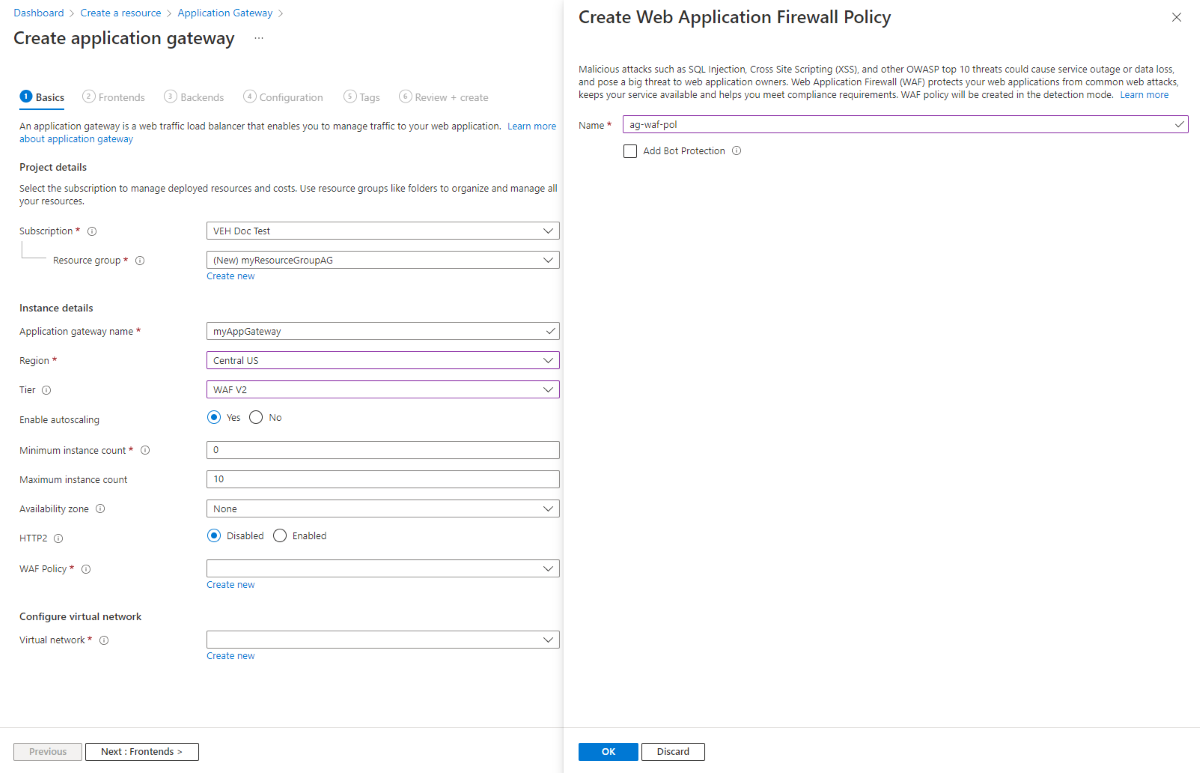 Dashboard > Create a resource > Application Gateway >
Create application gateway ...
1 Basics 2 Frontends 3 Backends 4 Configuration 5 Tags 6 Review + create
An application gateway is a web traffic load balancer that enables you to manage traffic to your web application. Learn more
about application gateway
Project details
Select the subscription to manage deployed resources and costs. Use resource groups like folders to organize and manage all
your resources.
Subscription * VEH Doc Test
Resource group * (New) myResourceGroupAG
Create new
Instance details
Application gateway name * myAppGateway
Region * Central US
Tier WAF V2
Enable autoscaling Yes No
Minimum instance count * 0
Maximum instance count 10
Availability zone None
HTTP2 Disabled Enabled
WAF Policy *
Create new
Configure virtual network
Virtual network *
Create new
Previous Next : Frontends >
Create Web Application Firewall Policy
Malicious attacks such as SQL Injection, Cross Site Scripting (XSS), and other OWASP top 10 threats could cause service outage or data loss,
and pose a big threat to web application owners. Web Application Firewall (WAF) protects your web applications from common web attacks,
keeps your service available and helps you meet compliance requirements. WAF policy will be created in the detection mode. Learn more
Name * ag-waf-pol
Add Bot Protection
OK Discard